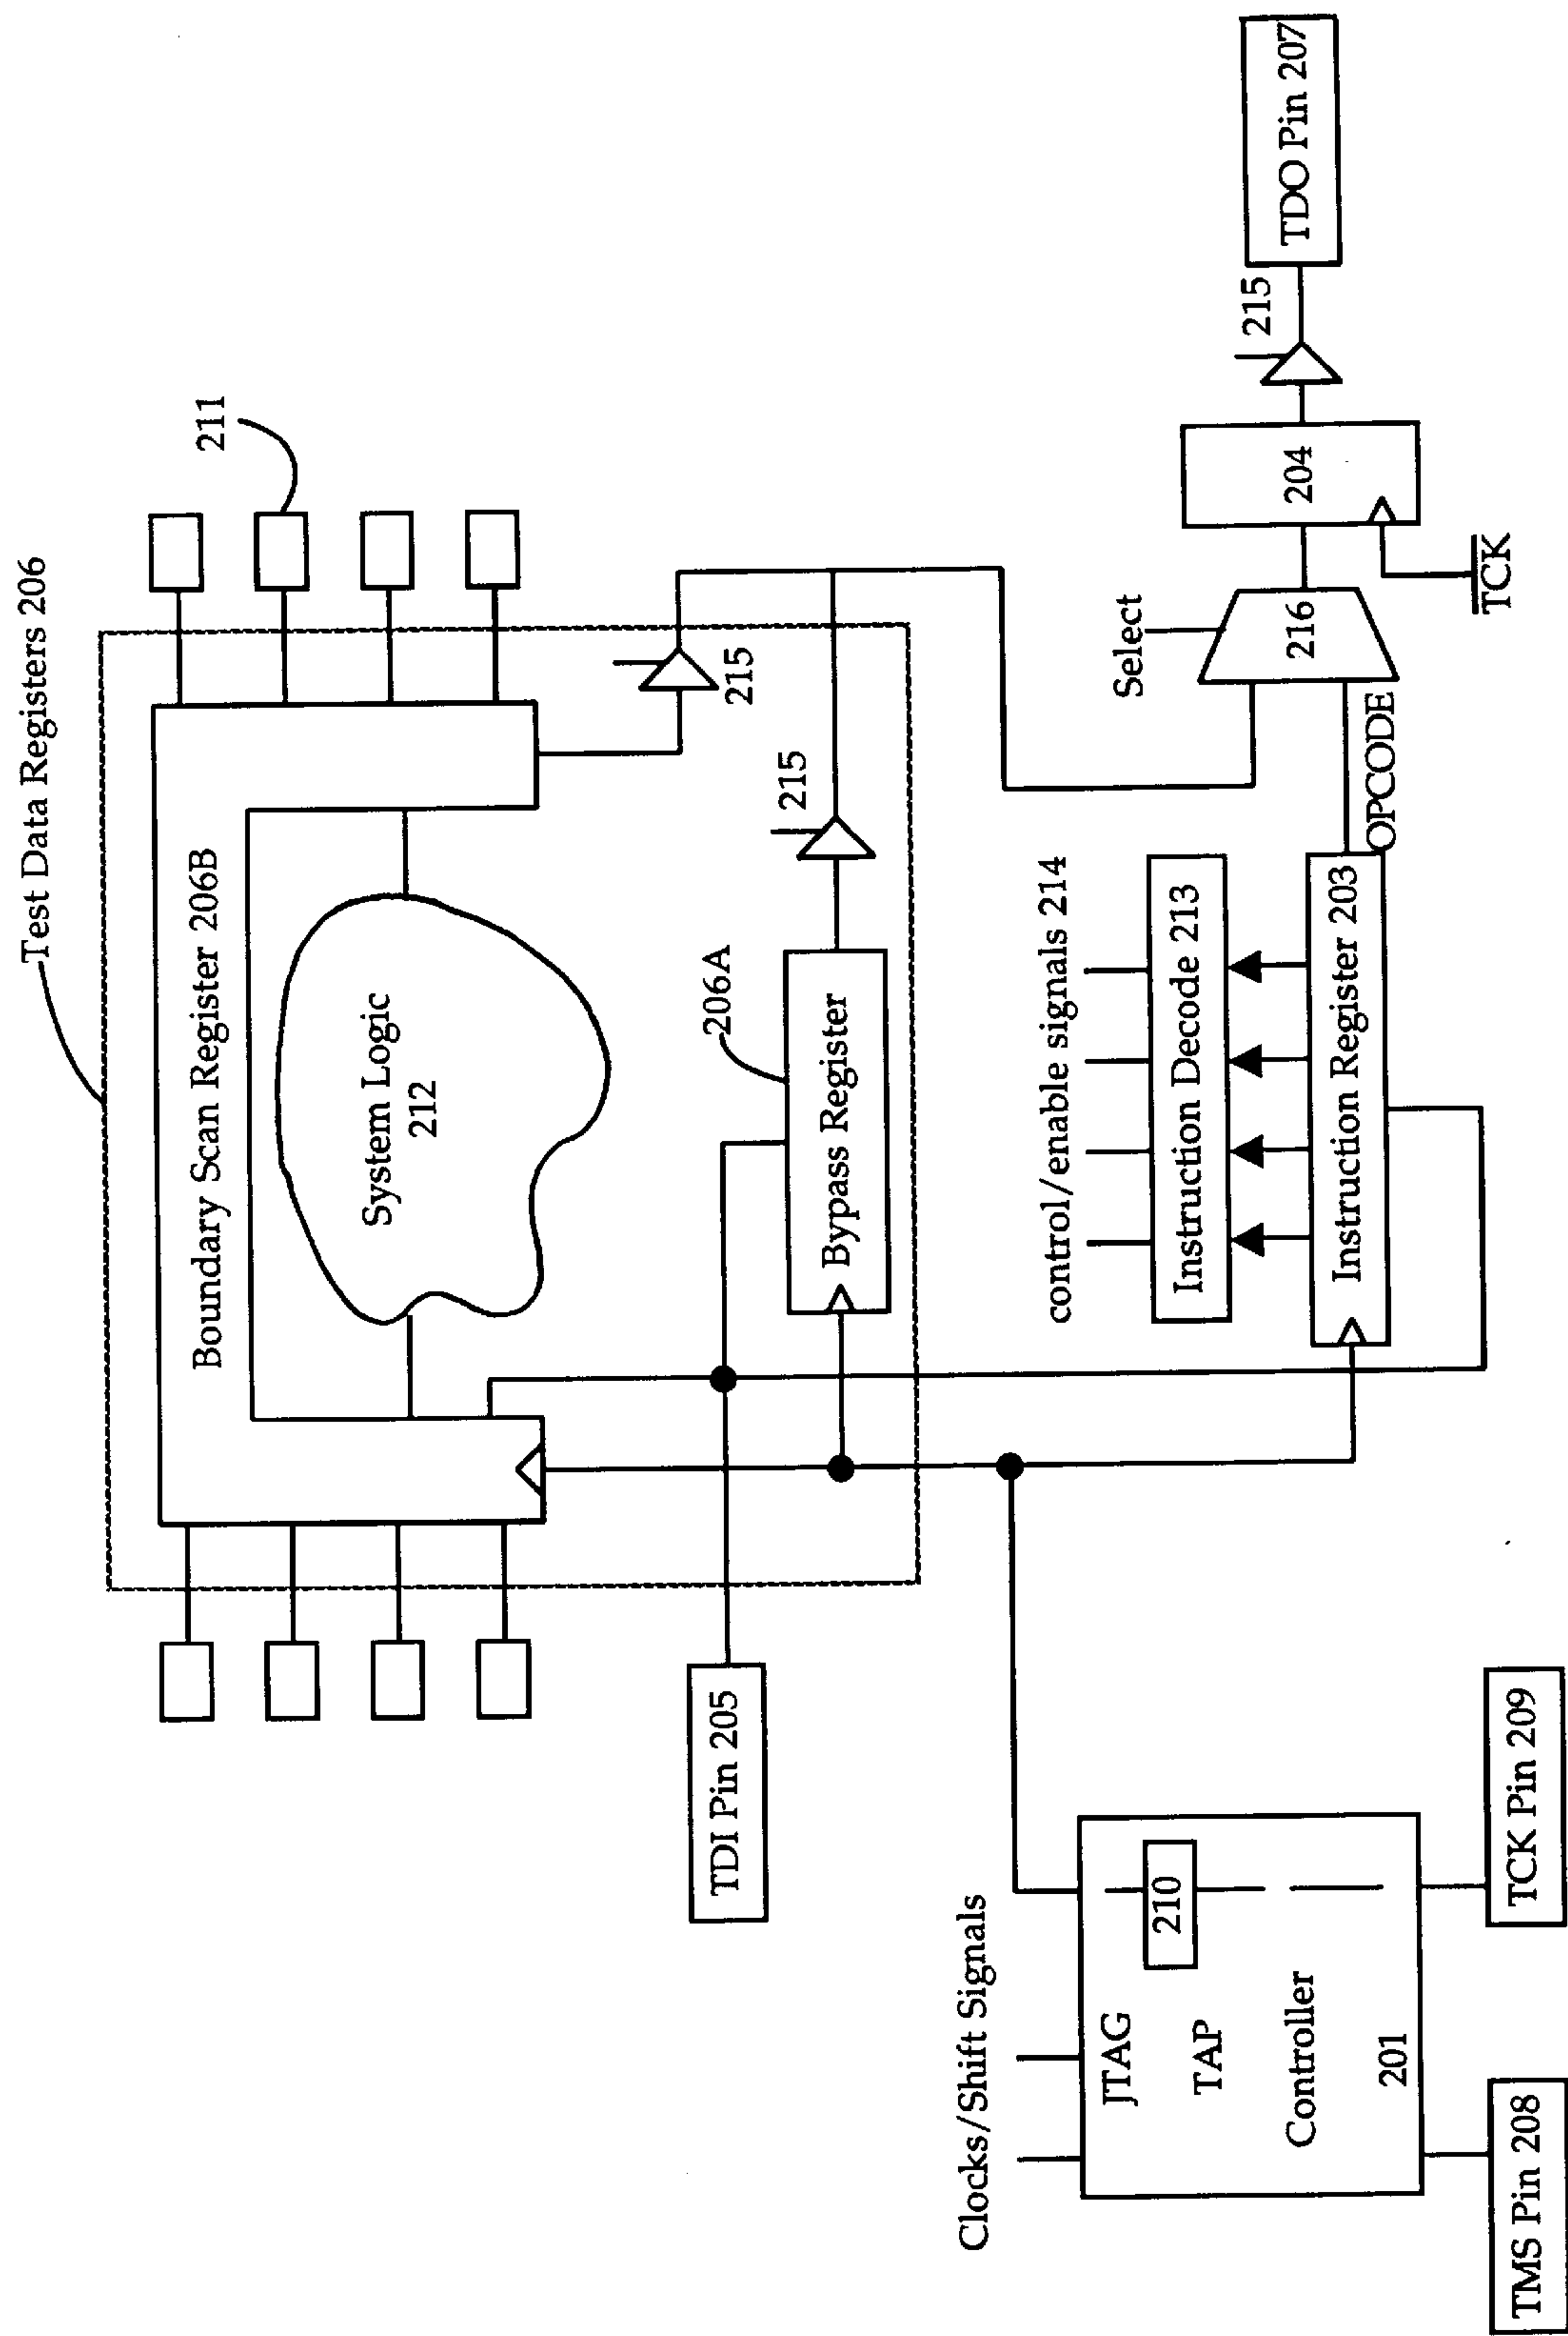 Test Data Registers 206
211
Boundary Scan Register 206B
System Logic
212
215
206A
215
Bypass Register
TDI Pin 205
Clocks/Shift Signals
control/enable signals 214
Select
215
JTAG
210
TAP
Controller
201
Instruction Decode 213
Instruction Register 203
OPCODE
216
204
TDO Pin 207
TCK
TMS Pin 208
TCK Pin 209